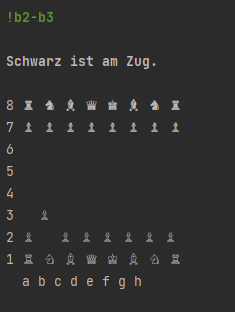 !b2-b3
Schwarz ist am Zug.
8 ♜ ♞ ♝ ♛ ♚ ♝ ♞ ♜
7 ♟ ♟ ♟ ♟ ♟ ♟ ♟ ♟
6
5
4
3   ♙
2 ♙   ♙ ♙ ♙ ♙ ♙ ♙
1 ♖ ♘ ♗ ♕ ♔ ♗ ♘ ♖
a b c d e f g h